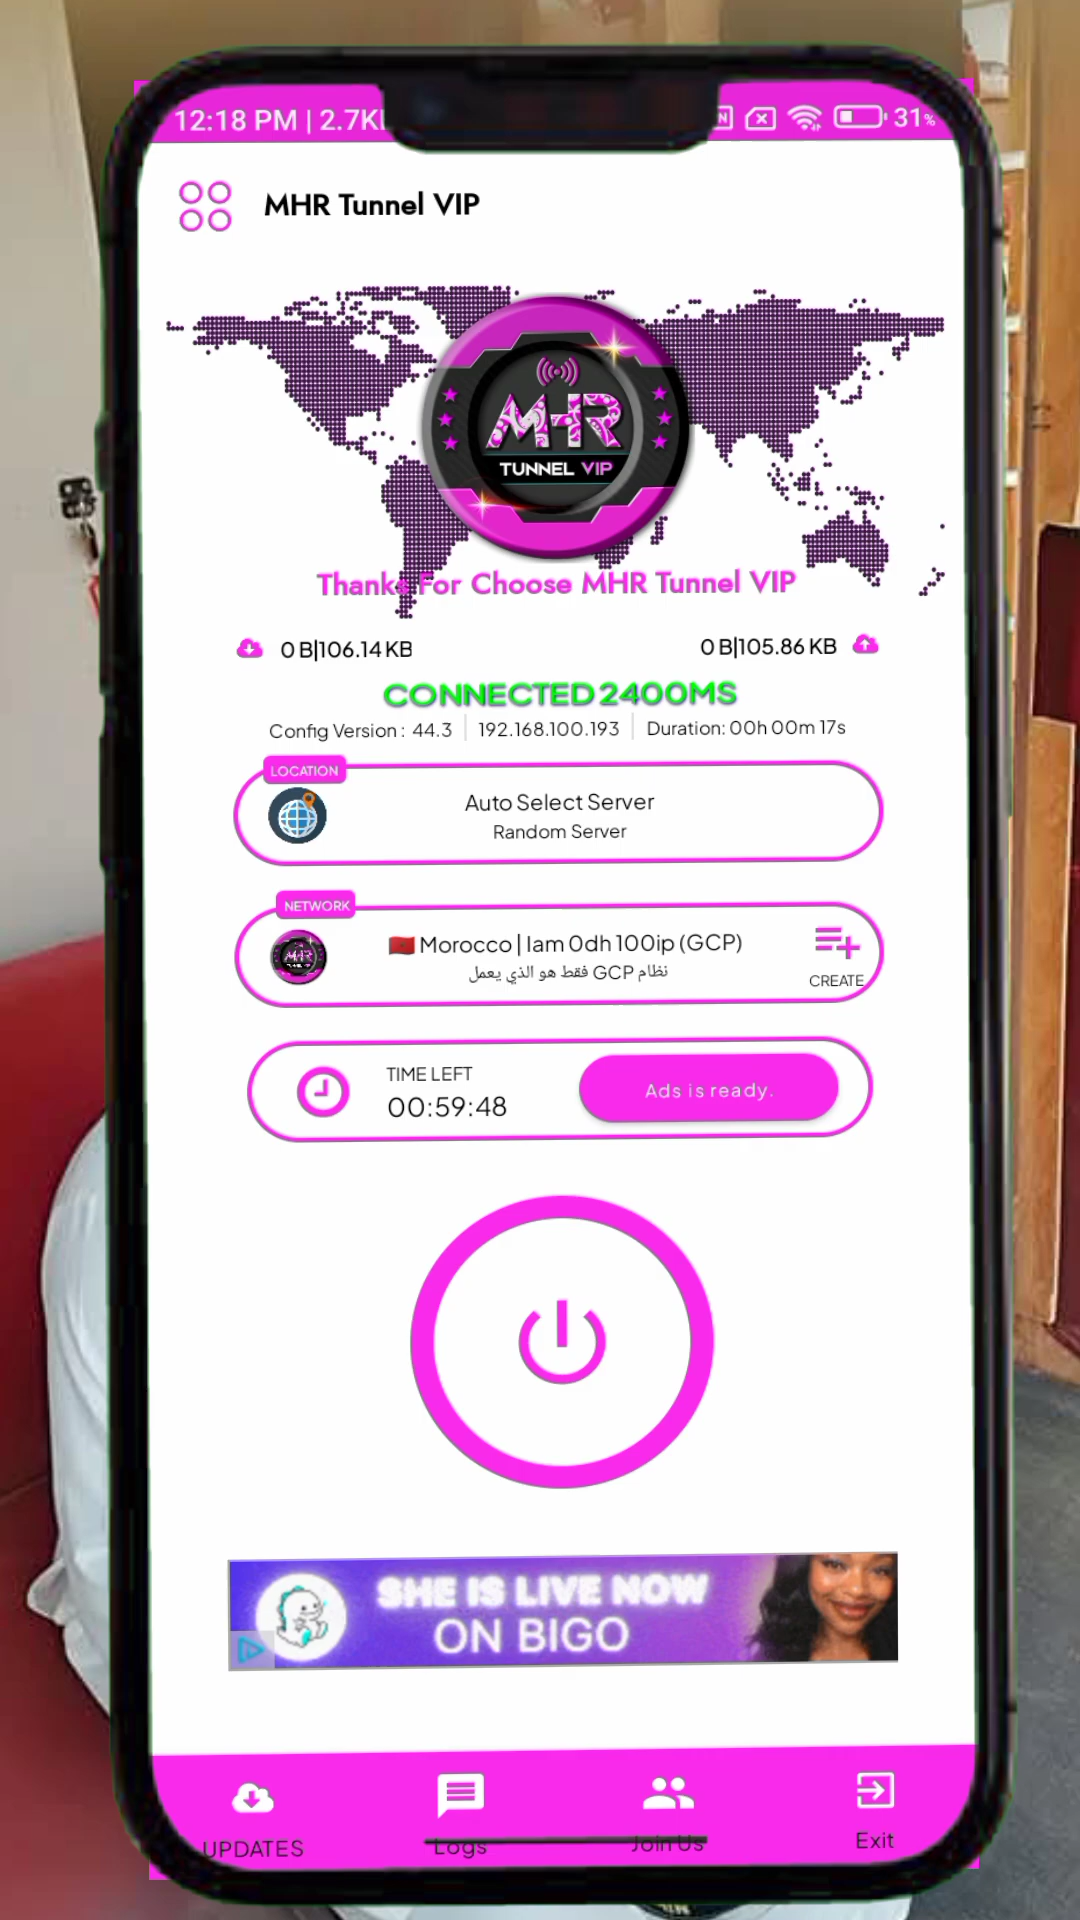 12:18 PM | 2.7K
N 31%
MHR Tunnel VIP
MHR
TUNNEL VIP
Thanks For Choose MHR Tunnel VIP
0 B|106.14 KB
0 B|105.86 KB
CONNECTED 2400MS
Config Version : 44.3
192.168.100.193
Duration: 00h 00m 17s
LOCATION
Auto Select Server
Random Server
NETWORK
Morocco | Iam 0dh 100ip (GCP)
نظام GCP فقط هو الذي يعمل
CREATE
TIME LEFT
00:59:48
Ads is ready.
SHE IS LIVE NOW
ON BIGO
UPDATES
Logs
Join Us
Exit